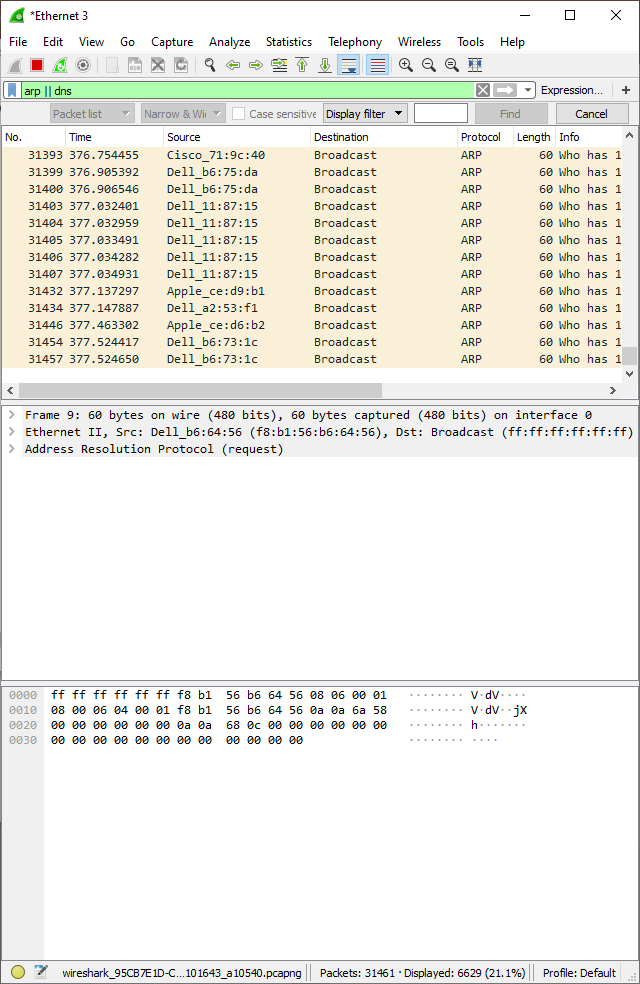 *Ethernet 3
File Edit View Go Capture Analyze Statistics Telephony Wireless Tools Help
arp || dns Expression... +
Packet list Narrow & Wi Case sensitive Display filter Find Cancel
No. Time Source Destination Protocol Length Info
31393 376.754455 Cisco_71:9c:40 Broadcast ARP 60 Who has 1
31399 376.905392 Dell_b6:75:da Broadcast ARP 60 Who has 1
31400 376.906546 Dell_b6:75:da Broadcast ARP 60 Who has 1
31403 377.032401 Dell_11:87:15 Broadcast ARP 60 Who has 1
31404 377.032959 Dell_11:87:15 Broadcast ARP 60 Who has 1
31405 377.033491 Dell_11:87:15 Broadcast ARP 60 Who has 1
31406 377.034282 Dell_11:87:15 Broadcast ARP 60 Who has 1
31407 377.034931 Dell_11:87:15 Broadcast ARP 60 Who has 1
31432 377.137297 Apple_ce:d9:b1 Broadcast ARP 60 Who has 1
31434 377.147887 Dell_a2:53:f1 Broadcast ARP 60 Who has 1
31446 377.463302 Apple_ce:d6:b2 Broadcast ARP 60 Who has 1
31454 377.524417 Dell_b6:73:1c Broadcast ARP 60 Who has 1
31457 377.524650 Dell_b6:73:1c Broadcast ARP 60 Who has 1
Frame 9: 60 bytes on wire (480 bits), 60 bytes captured (480 bits) on interface 0
Ethernet II, Src: Dell_b6:64:56 (f8:b1:56:b6:64:56), Dst: Broadcast (ff:ff:ff:ff:ff:ff)
Address Resolution Protocol (request)
0000 ff ff ff ff ff ff f8 b1 56 b6 64 56 08 06 00 01 ········ V·dV····
0010 08 00 06 04 00 01 f8 b1 56 b6 64 56 0a 0a 6a 58 ········ V·dV··jX
0020 00 00 00 00 00 00 0a 0a 68 0c 00 00 00 00 00 00 ········ h·······
0030 00 00 00 00 00 00 00 00 00 00 00 00 ········ ····
wireshark_95CB7E1D-C...101643_a10540.pcapng Packets: 31461 · Displayed: 6629 (21.1%) Profile: Default